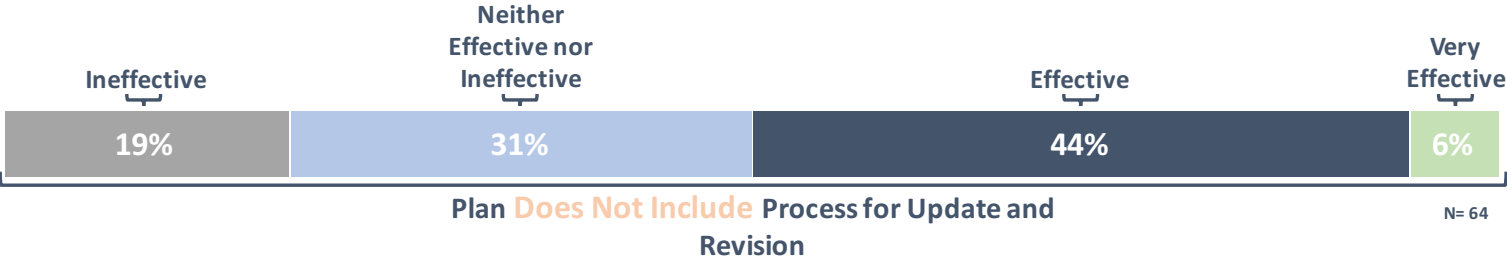 Ineffective
Neither
Effective nor
Ineffective
Effective
Very
Effective
19%
31%
44%
6%
Plan Does Not Include Process for Update and
Revision
N= 64